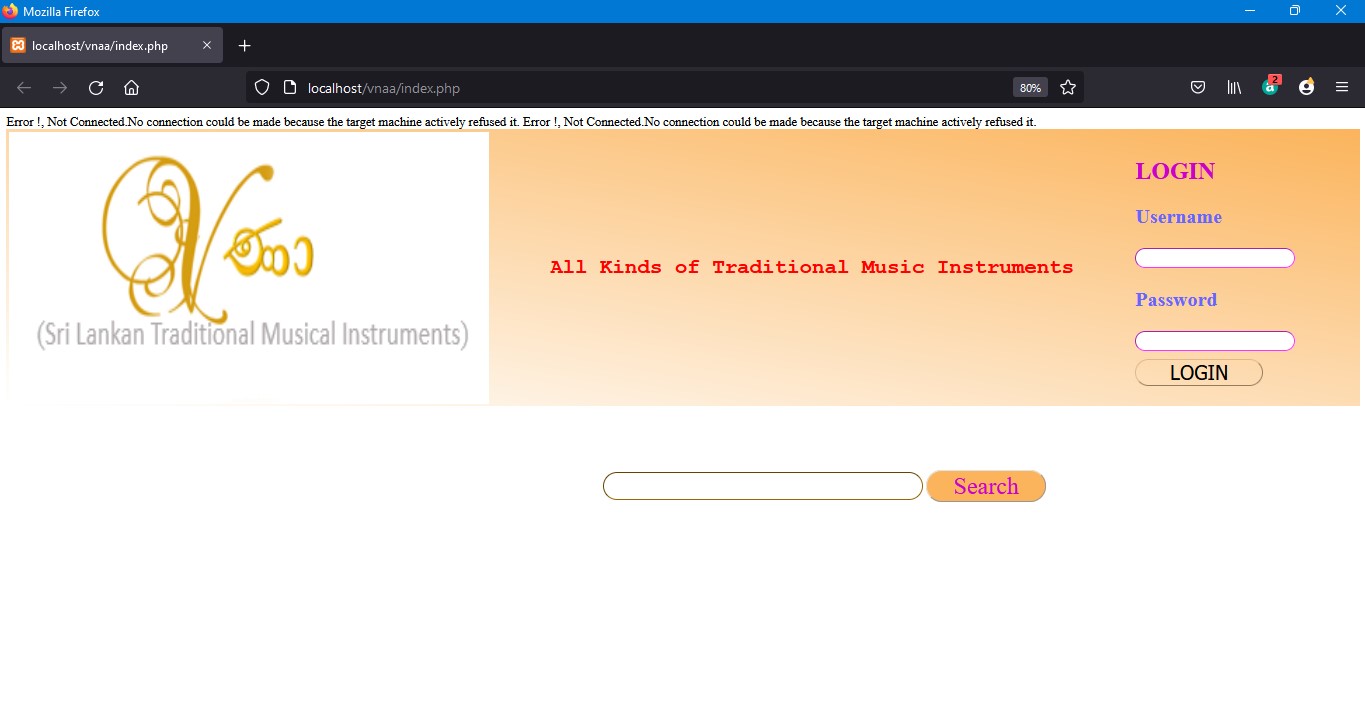 Mozilla Firefox
localhost/vnaa/index.php
localhost/vnaa/index.php 80% 2
Error !, Not Connected.No connection could be made because the target machine actively refused it. Error !, Not Connected.No connection could be made because the target machine actively refused it.
(Sri Lankan Traditional Musical Instruments)
All Kinds of Traditional Music Instruments
LOGIN
Username
Password
LOGIN
Search